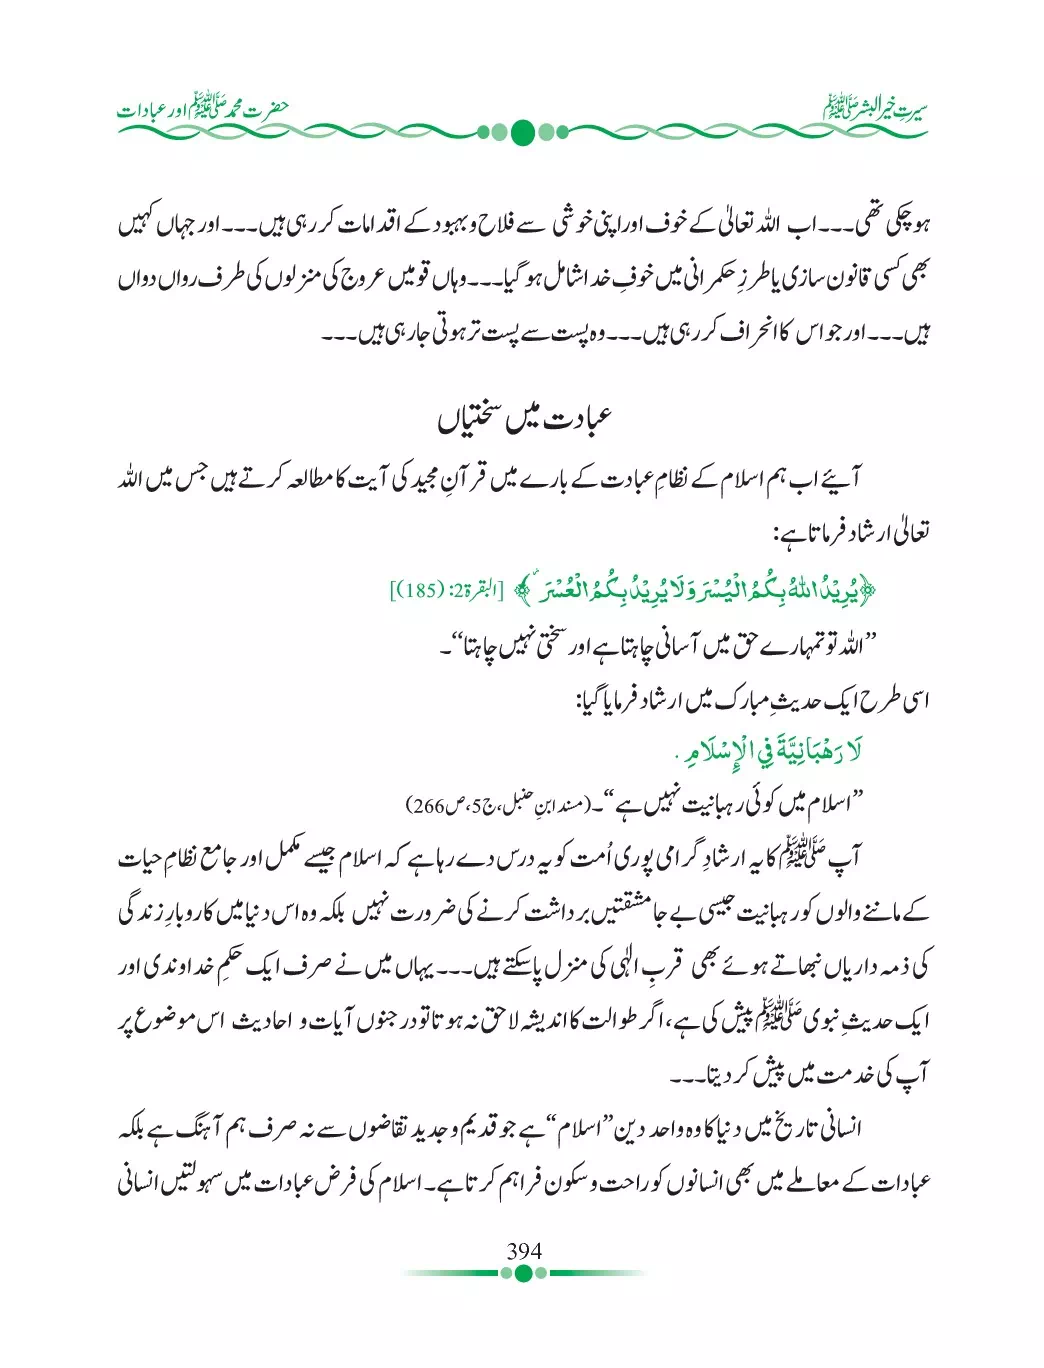 سیرتِ خیر البشر ﷺ
حضرت محمد ﷺ اور عبادات
ہو چکی تھی۔۔۔ اب اللہ تعالیٰ کے خوف اور اپنی خوشی سے فلاح و بہبود کے اقدامات کر رہی ہیں۔۔۔ اور جہاں کہیں
بھی کسی قانون سازی یا طرزِ حکمرانی میں خوفِ خدا شامل ہو گیا۔۔۔ وہاں قومیں عروج کی منزلوں کی طرف رواں دواں
ہیں۔۔۔ اور جو اس کا انحراف کر رہی ہیں۔۔۔ وہ پست سے پست تر ہوتی جا رہی ہیں۔۔۔
عبادت میں سختیاں
آیئے اب ہم اسلام کے نظامِ عبادت کے بارے میں قرآنِ مجید کی آیت کا مطالعہ کرتے ہیں جس میں اللہ
تعالیٰ ارشاد فرماتا ہے:
﴿یُرِیْدُ اللہُ بِکُمُ الْیُسْرَ وَلَا یُرِیْدُ بِکُمُ الْعُسْرَ ۫﴾ [البقرۃ2: (185)]
”اللہ تو تمہارے حق میں آسانی چاہتا ہے اور سختی نہیں چاہتا“۔
اسی طرح ایک حدیثِ مبارک میں ارشاد فرمایا گیا:
لَا رَهْبَانِيَّةَ فِي الْإِسْلَامِ .
”اسلام میں کوئی رہبانیت نہیں ہے“۔ (مسند ابنِ حنبل، ج5، ص266)
آپ ﷺ کا یہ ارشادِ گرامی پوری اُمت کو یہ درس دے رہا ہے کہ اسلام جیسے مکمل اور جامع نظامِ حیات
کے ماننے والوں کو رہبانیت جیسی بے جا مشقتیں برداشت کرنے کی ضرورت نہیں بلکہ وہ اس دنیا میں کاروبارِ زندگی
کی ذمہ داریاں نبھاتے ہوئے بھی قربِ الٰہی کی منزل پا سکتے ہیں۔۔۔ یہاں میں نے صرف ایک حکمِ خداوندی اور
ایک حدیثِ نبوی ﷺ پیش کی ہے، اگر طوالت کا اندیشہ لاحق نہ ہوتا تو درجنوں آیات و احادیث اس موضوع پر
آپ کی خدمت میں پیش کر دیتا۔۔۔
انسانی تاریخ میں دنیا کا وہ واحد دین ”اسلام“ ہے جو قدیم و جدید تقاضوں سے نہ صرف ہم آہنگ ہے بلکہ
عبادات کے معاملے میں بھی انسانوں کو راحت و سکون فراہم کرتا ہے۔ اسلام کی فرض عبادات میں سہولتیں انسانی
394